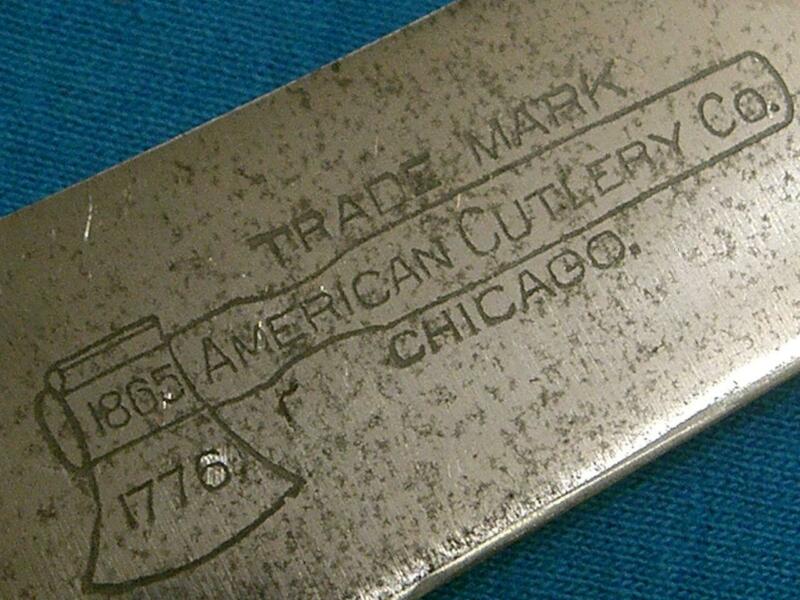 TRADE MARK
1865 AMERICAN CUTLERY CO.
CHICAGO.
1776